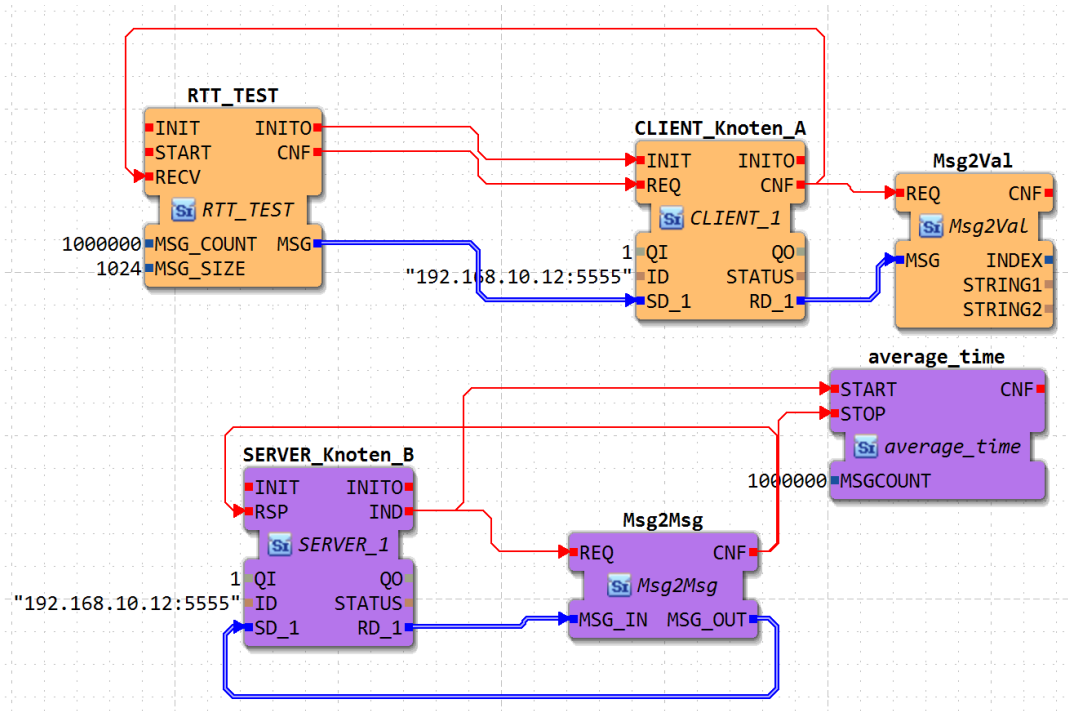 RTT_TEST
INIT INITO
START CNF
RECV
RTT_TEST
1000000 MSG_COUNT MSG
1024 MSG_SIZE
CLIENT_Knoten_A
INIT INITO
REQ CNF
CLIENT_1
1 QI QO
"192.168.10.12:5555" ID STATUS
SD_1 RD_1
Msg2Val
REQ CNF
Msg2Val
MSG INDEX
STRING1
STRING2
average_time
START CNF
STOP
average_time
1000000 MSGCOUNT
SERVER_Knoten_B
INIT INITO
RSP IND
SERVER_1
1 QI QO
"192.168.10.12:5555" ID STATUS
SD_1 RD_1
Msg2Msg
REQ CNF
Msg2Msg
MSG_IN MSG_OUT